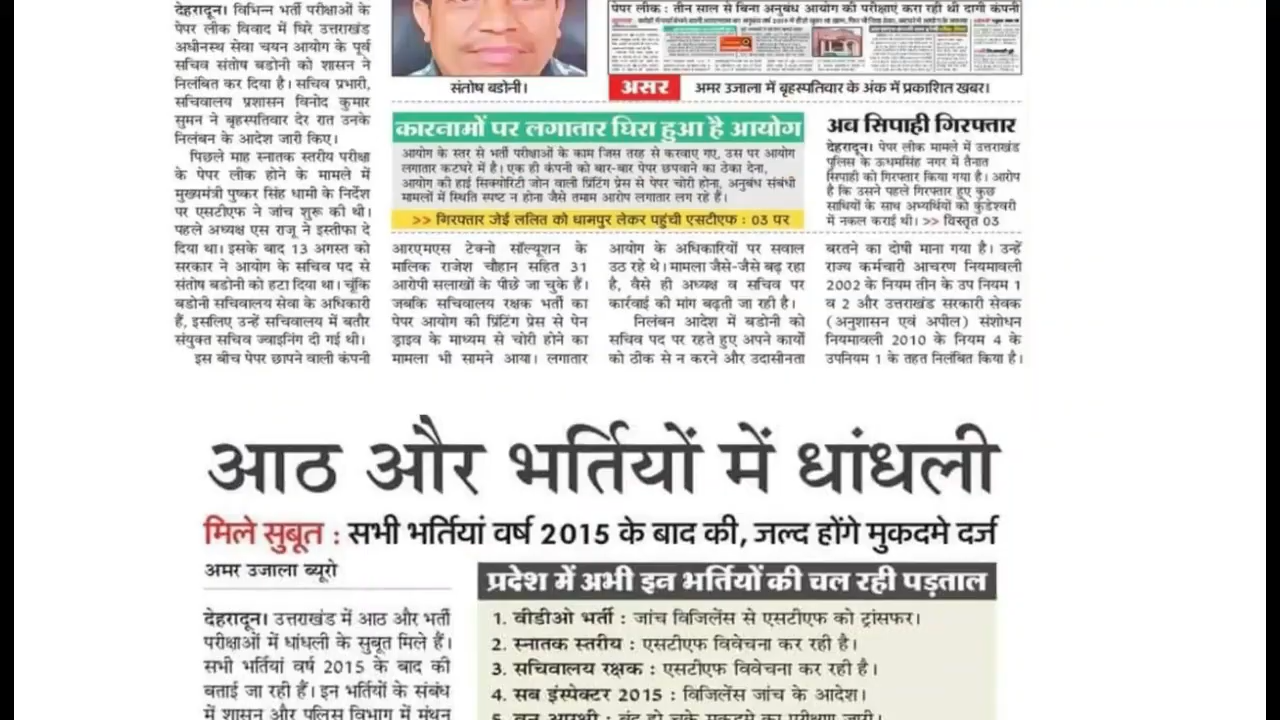 देहरादून। विभिन्न भर्ती परीक्षाओं के
पेपर लीक विवाद में घिरे उत्तराखंड
अधीनस्थ सेवा चयन आयोग के पूर्व
सचिव संतोष बडोनी को शासन ने
निलंबित कर दिया है। सचिव प्रभारी,
सचिवालय प्रशासन विनोद कुमार
सुमन ने बृहस्पतिवार देर रात उनके
निलंबन के आदेश जारी किए।
पिछले माह स्नातक स्तरीय परीक्षा
के पेपर लीक होने के मामले में
मुख्यमंत्री पुष्कर सिंह धामी के निर्देश
पर एसटीएफ ने जांच शुरू की थी।
पहले अध्यक्ष एस राजू ने इस्तीफा दे
दिया था। इसके बाद 13 अगस्त को
सरकार ने आयोग के सचिव पद से
संतोष बडोनी को हटा दिया था। चूंकि
बडोनी सचिवालय सेवा के अधिकारी
हैं, इसलिए उन्हें सचिवालय में बतौर
संयुक्त सचिव ज्वाइनिंग दी गई थी।
इस बीच पेपर छापने वाली कंपनी
संतोष बडोनी।
पेपर लीक : तीन साल से बिना अनुबंध आयोग की परीक्षाएं करा रही थी दागी कंपनी
असर अमर उजाला में बृहस्पतिवार के अंक में प्रकाशित खबर।
कारनामों पर लगातार घिरा हुआ है आयोग
आयोग के स्तर से भर्ती परीक्षाओं के काम जिस तरह से करवाए गए, उस पर आयोग
लगातार कटघरे में है। एक ही कंपनी को बार-बार पेपर छपवाने का ठेका देना,
आयोग की हाई सिक्योरिटी जोन वाली प्रिंटिंग प्रेस से पेपर चोरी होना, अनुबंध संबंधी
मामलों में स्थिति स्पष्ट न होना जैसे तमाम आरोप लगातार लग रहे हैं।
>> गिरफ्तार जेई ललित को धामपुर लेकर पहुंची एसटीएफ : 03 पर
अब सिपाही गिरफ्तार
देहरादून। पेपर लीक मामले में उत्तराखंड
पुलिस के ऊधमसिंह नगर में तैनात
सिपाही को गिरफ्तार किया गया है। आरोप
है कि उसने पहले गिरफ्तार हुए कुछ
साथियों के साथ अभ्यर्थियों को कुंडेश्वरी
में नकल कराई थी। >> विस्तृत 03
आरएमएस टेक्नो सॉल्यूशन के
मालिक राजेश चौहान सहित 31
आरोपी सलाखों के पीछे जा चुके हैं।
जबकि सचिवालय रक्षक भर्ती का
पेपर आयोग की प्रिंटिंग प्रेस से पेन
ड्राइव के माध्यम से चोरी होने का
मामला भी सामने आया। लगातार
आयोग के अधिकारियों पर सवाल
उठ रहे थे। मामला जैसे-जैसे बढ़ रहा
है, वैसे ही अध्यक्ष व सचिव पर
कार्रवाई की मांग बढ़ती जा रही है।
निलंबन आदेश में बडोनी को
सचिव पद पर रहते हुए अपने कार्यों
को ठीक से न करने और उदासीनता
बरतने का दोषी माना गया है। उन्हें
राज्य कर्मचारी आचरण नियमावली
2002 के नियम तीन के उप नियम 1
व 2 और उत्तराखंड सरकारी सेवक
(अनुशासन एवं अपील) संशोधन
नियमावली 2010 के नियम 4 के
उपनियम 1 के तहत निलंबित किया है।
आठ और भर्तियों में धांधली
मिले सुबूत : सभी भर्तियां वर्ष 2015 के बाद की, जल्द होंगे मुकदमे दर्ज
अमर उजाला ब्यूरो
देहरादून। उत्तराखंड में आठ और भर्ती
परीक्षाओं में धांधली के सुबूत मिले हैं।
सभी भर्तियां वर्ष 2015 के बाद की
बताई जा रही हैं। इन भर्तियों के संबंध
में शासन और पुलिस विभाग में मंथन
प्रदेश में अभी इन भर्तियों की चल रही पड़ताल
1. वीडीओ भर्ती : जांच विजिलेंस से एसटीएफ को ट्रांसफर।
2. स्नातक स्तरीय : एसटीएफ विवेचना कर रही है।
3. सचिवालय रक्षक : एसटीएफ विवेचना कर रही है।
4. सब इंस्पेक्टर 2015 : विजिलेंस जांच के आदेश।
5. वन आरक्षी : बंद हो चुके मुकदमे का परीक्षण जारी।